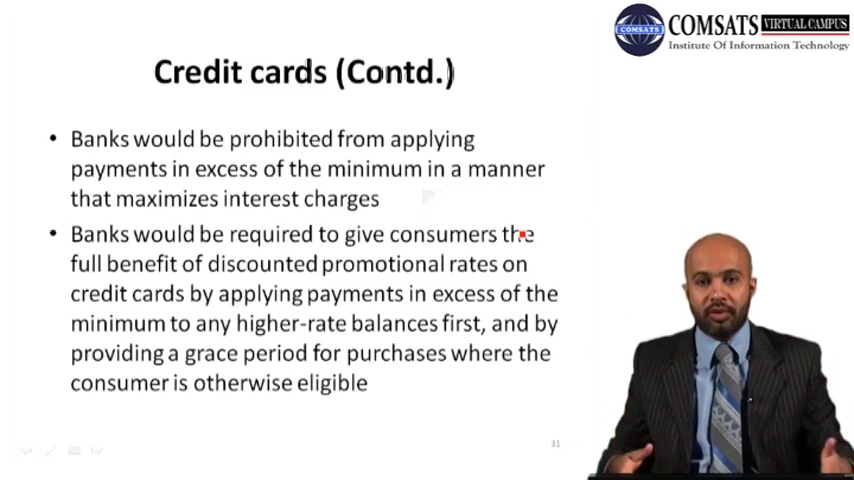 COMSATS VIRTUAL CAMPUS
COMSATS
Institute Of Information Technology
Credit cards (Contd.)
• Banks would be prohibited from applying
payments in excess of the minimum in a manner
that maximizes interest charges
• Banks would be required to give consumers the
full benefit of discounted promotional rates on
credit cards by applying payments in excess of the
minimum to any higher-rate balances first, and by
providing a grace period for purchases where the
consumer is otherwise eligible
31